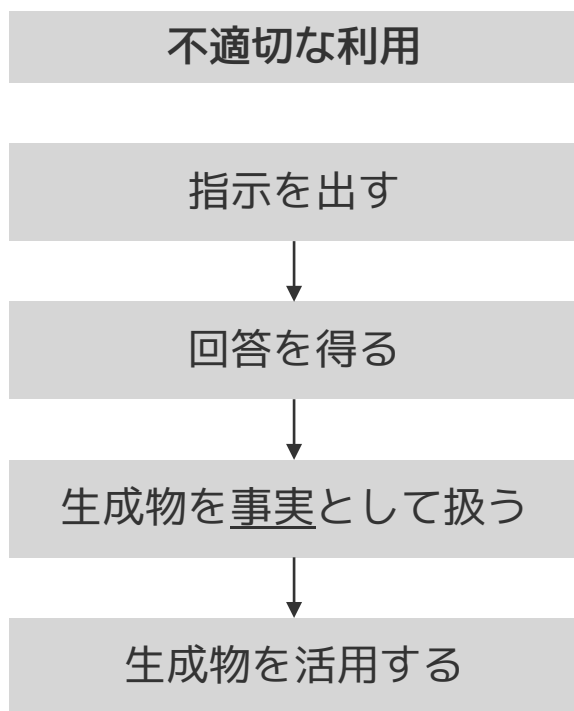 不適切な利用
指示を出す
回答を得る
生成物を事実として扱う
生成物を活用する